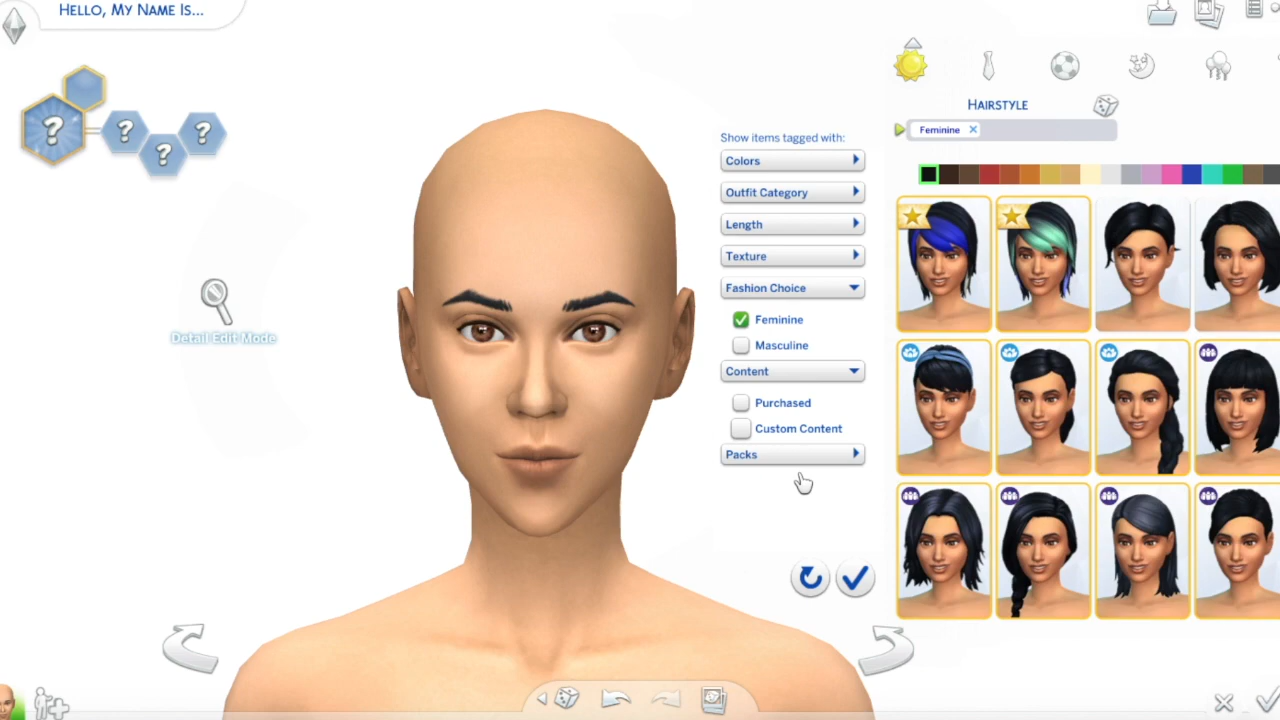 Hello, My Name Is...
?
?
?
?
Detail Edit Mode
Show items tagged with:
Colors
Outfit Category
Length
Texture
Fashion Choice
Feminine
Masculine
Content
Purchased
Custom Content
Packs
Hairstyle
Feminine